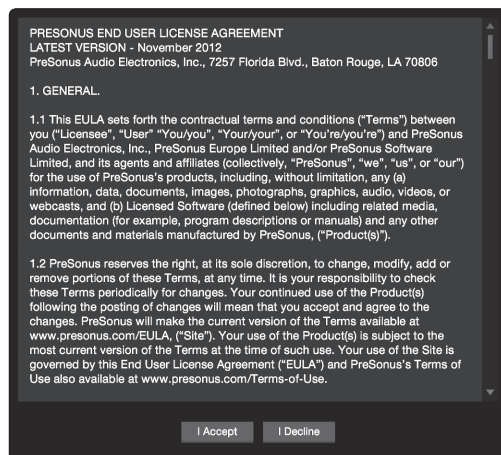 PRESONUS END USER LICENSE AGREEMENT
LATEST VERSION - November 2012
PreSonus Audio Electronics, Inc., 7257 Florida Blvd., Baton Rouge, LA 70806
1. GENERAL.
1.1 This EULA sets forth the contractual terms and conditions (“Terms”) between
you (“Licensee”, “User” “You/you”, “Your/your”, or “You're/you're”) and PreSonus
Audio Electronics, Inc., PreSonus Europe Limited and/or PreSonus Software
Limited, and its agents and affiliates (collectively, “PreSonus”, “we”, “us”, or “our”)
for the use of PreSonus’s products, including, without limitation, any (a)
information, data, documents, images, photographs, graphics, audio, videos, or
webcasts, and (b) Licensed Software (defined below) including related media,
documentation (for example, program descriptions or manuals) and any other
documents and materials manufactured by PreSonus, (“Product(s)”).
1.2 PreSonus reserves the right, at its sole discretion, to change, modify, add or
remove portions of these Terms, at any time. It is your responsibility to check
these Terms periodically for changes. Your continued use of the Product(s)
following the posting of changes will mean that you accept and agree to the
changes. PreSonus will make the current version of the Terms available at
www.presonus.com/EULA, (“Site”). Your use of the Product(s) is subject to the
most current version of the Terms at the time of such use. Your use of the Site is
governed by this End User License Agreement (“EULA”) and PreSonus’s Terms of
Use also available at www.presonus.com/Terms-of-Use.
I Accept
I Decline